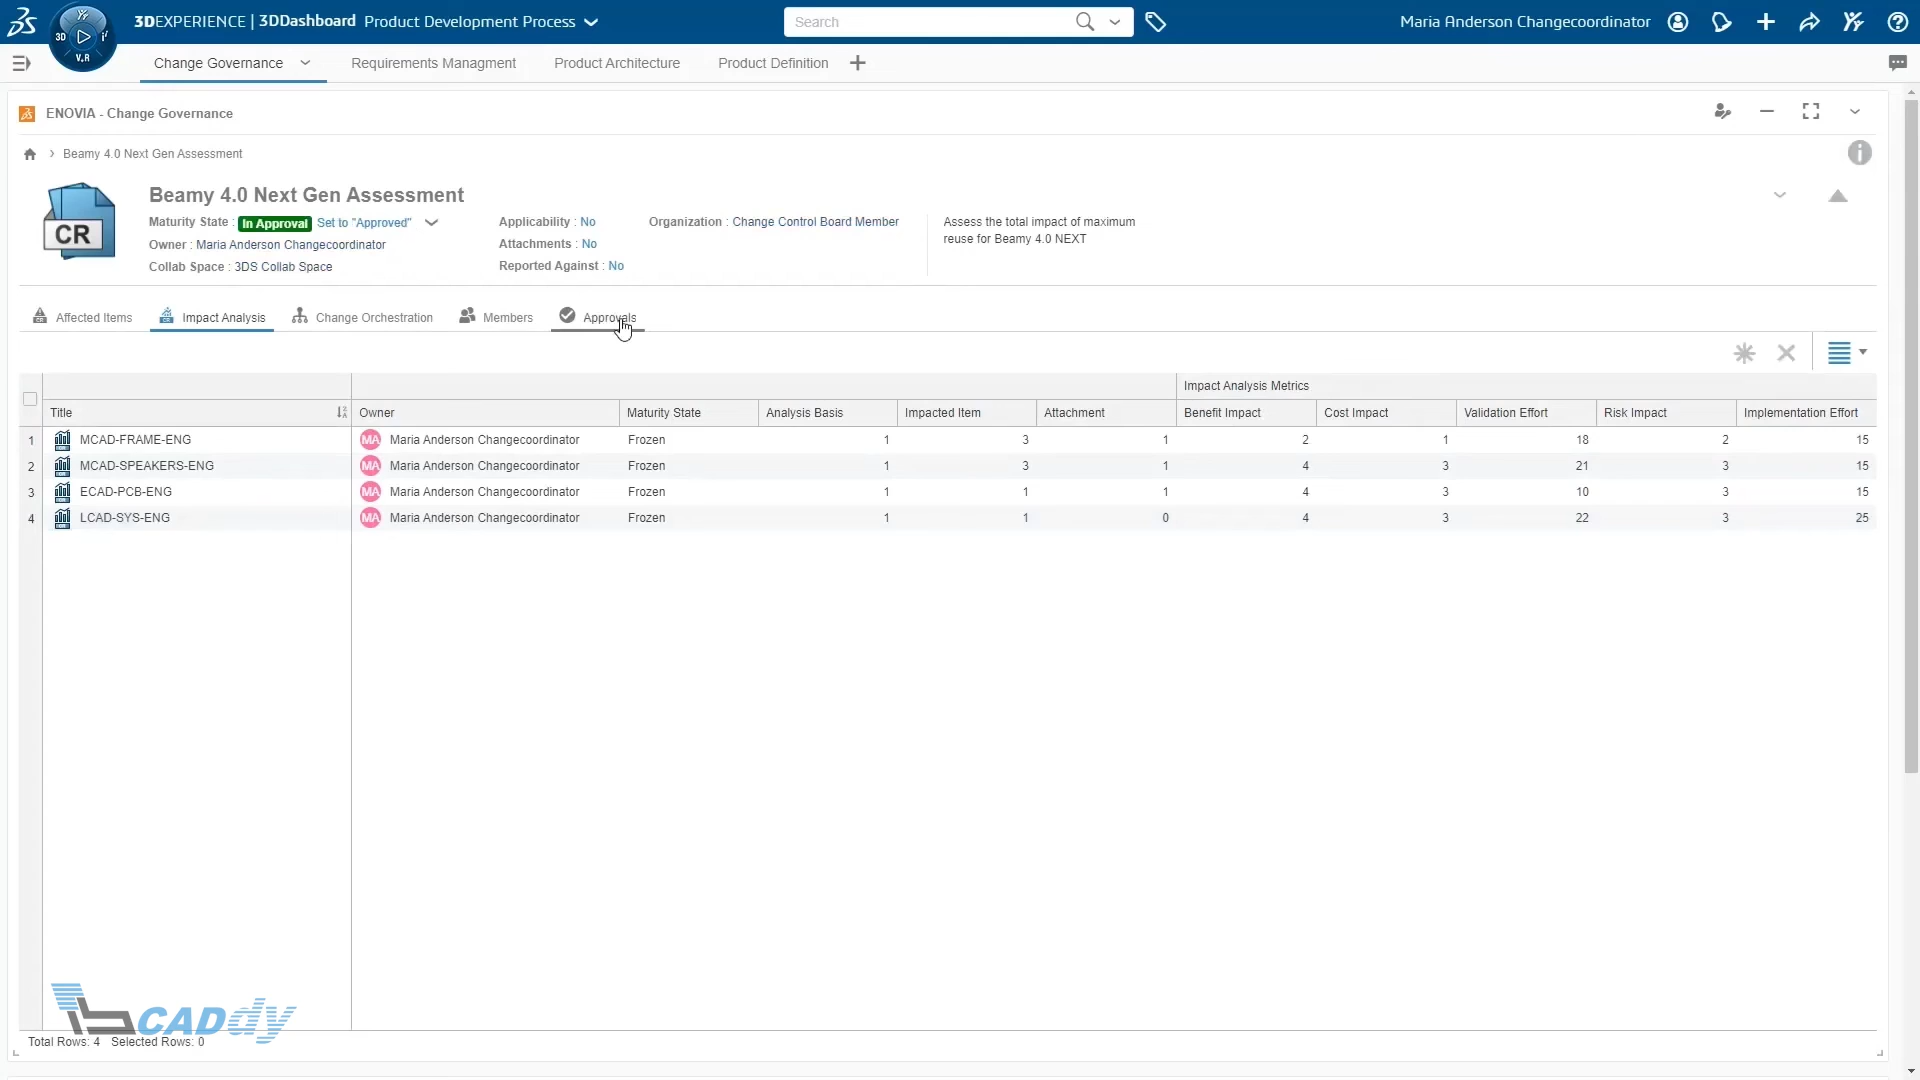 3DEXPERIENCE | 3DDashboard Product Development Process
Search
Maria Anderson Changecoordinator
3D
V.R
Change Governance
Requirements Managment
Product Architecture
Product Definition
ENOVIA - Change Governance
Beamy 4.0 Next Gen Assessment
CR
Beamy 4.0 Next Gen Assessment
Maturity State : In Approval Set to "Approved"
Owner : Maria Anderson Changecoordinator
Collab Space : 3DS Collab Space
Applicability : No
Attachments : No
Reported Against : No
Organization : Change Control Board Member
Assess the total impact of maximum
reuse for Beamy 4.0 NEXT
Affected Items
Impact Analysis
Change Orchestration
Members
Approvals
Impact Analysis Metrics
Title Owner Maturity State Analysis Basis Impacted Item Attachment Benefit Impact Cost Impact Validation Effort Risk Impact Implementation Effort
1 MCAD-FRAME-ENG MA Maria Anderson Changecoordinator Frozen 1 3 1 2 1 18 2 15
2 MCAD-SPEAKERS-ENG MA Maria Anderson Changecoordinator Frozen 1 3 1 4 3 21 3 15
3 ECAD-PCB-ENG MA Maria Anderson Changecoordinator Frozen 1 1 1 4 3 10 3 15
4 LCAD-SYS-ENG MA Maria Anderson Changecoordinator Frozen 1 1 0 4 3 22 3 25
CADdy
Total Rows: 4 Selected Rows: 0